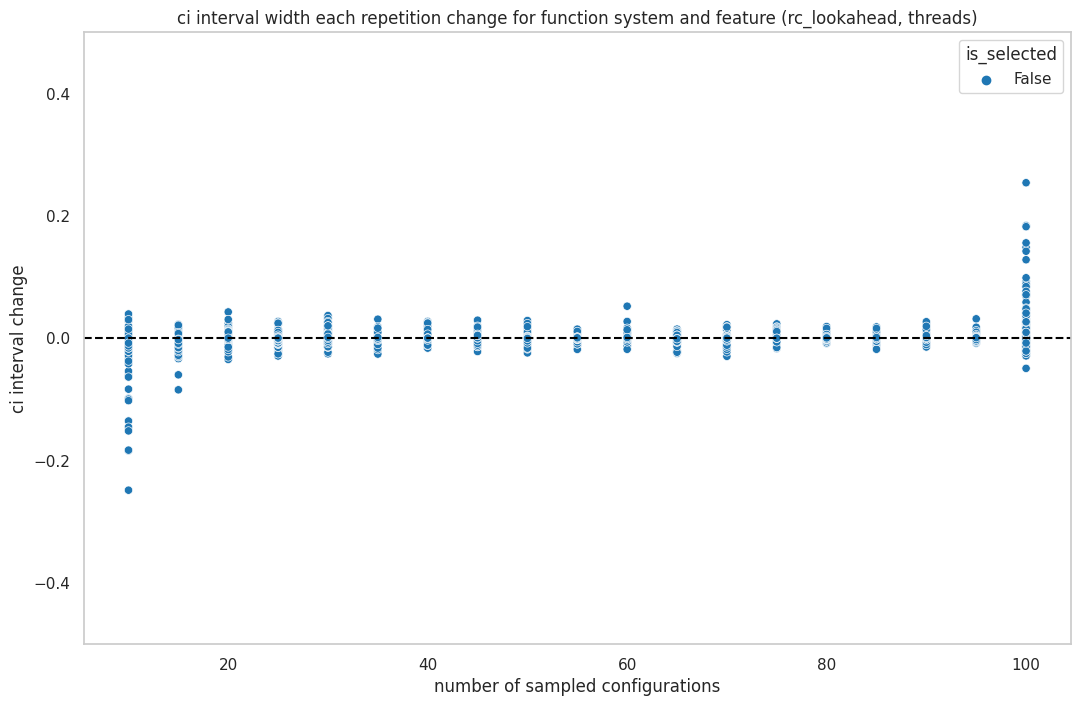 ci interval width each repetition change for function system and feature (rc_lookahead, threads)
is_selected
False
ci interval change
0.4
0.2
0.0
−0.2
−0.4
20 40 60 80 100
number of sampled configurations